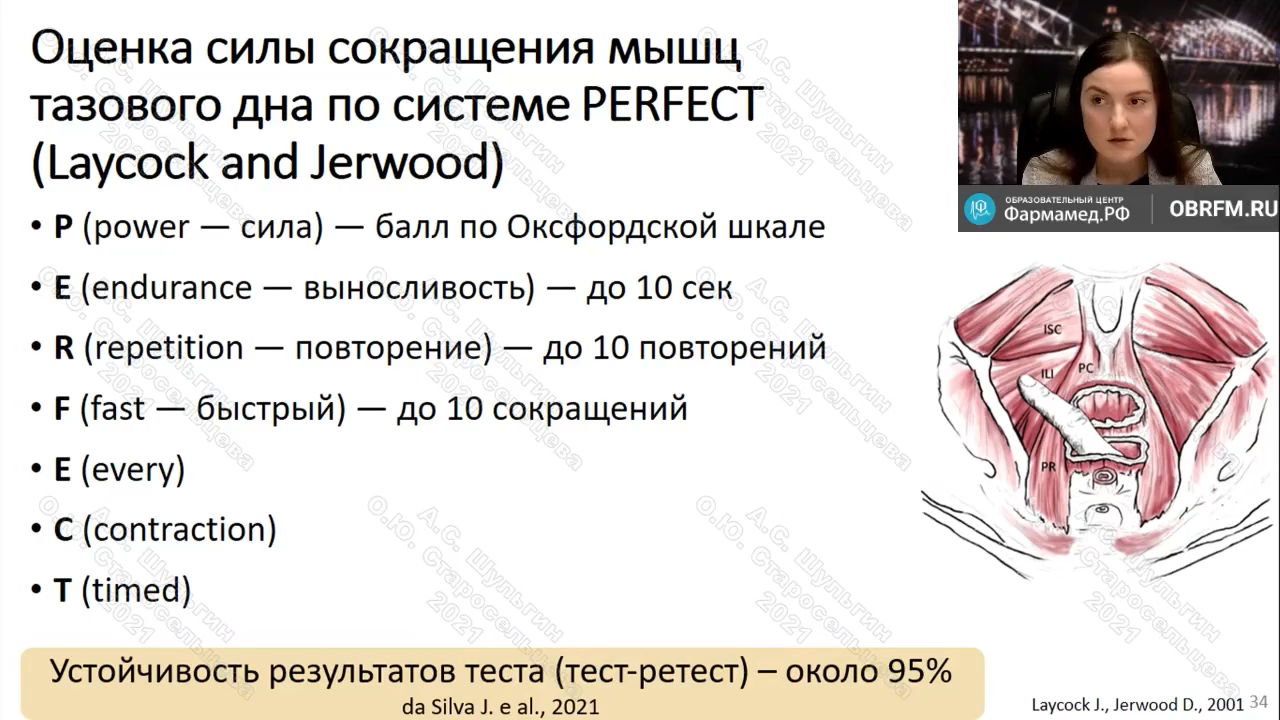 Оценка силы сокращения мышц
тазового дна по системе PERFECT
(Laycock and Jerwood)
• P (power — сила) — балл по Оксфордской шкале
• E (endurance — выносливость) — до 10 сек
• R (repetition — повторение) — до 10 повторений
• F (fast — быстрый) — до 10 сокращений
• E (every)
• C (contraction)
• T (timed)
Устойчивость результатов теста (тест-ретест) – около 95%
da Silva J. e al., 2021
ОБРАЗОВАТЕЛЬНЫЙ ЦЕНТР
Фармамед.РФ
OBRFM.RU
ISC
ILI
PC
PR
Laycock J., Jerwood D., 2001
34
А.С. Шульгин
О.Ю. Старосельцева
2021